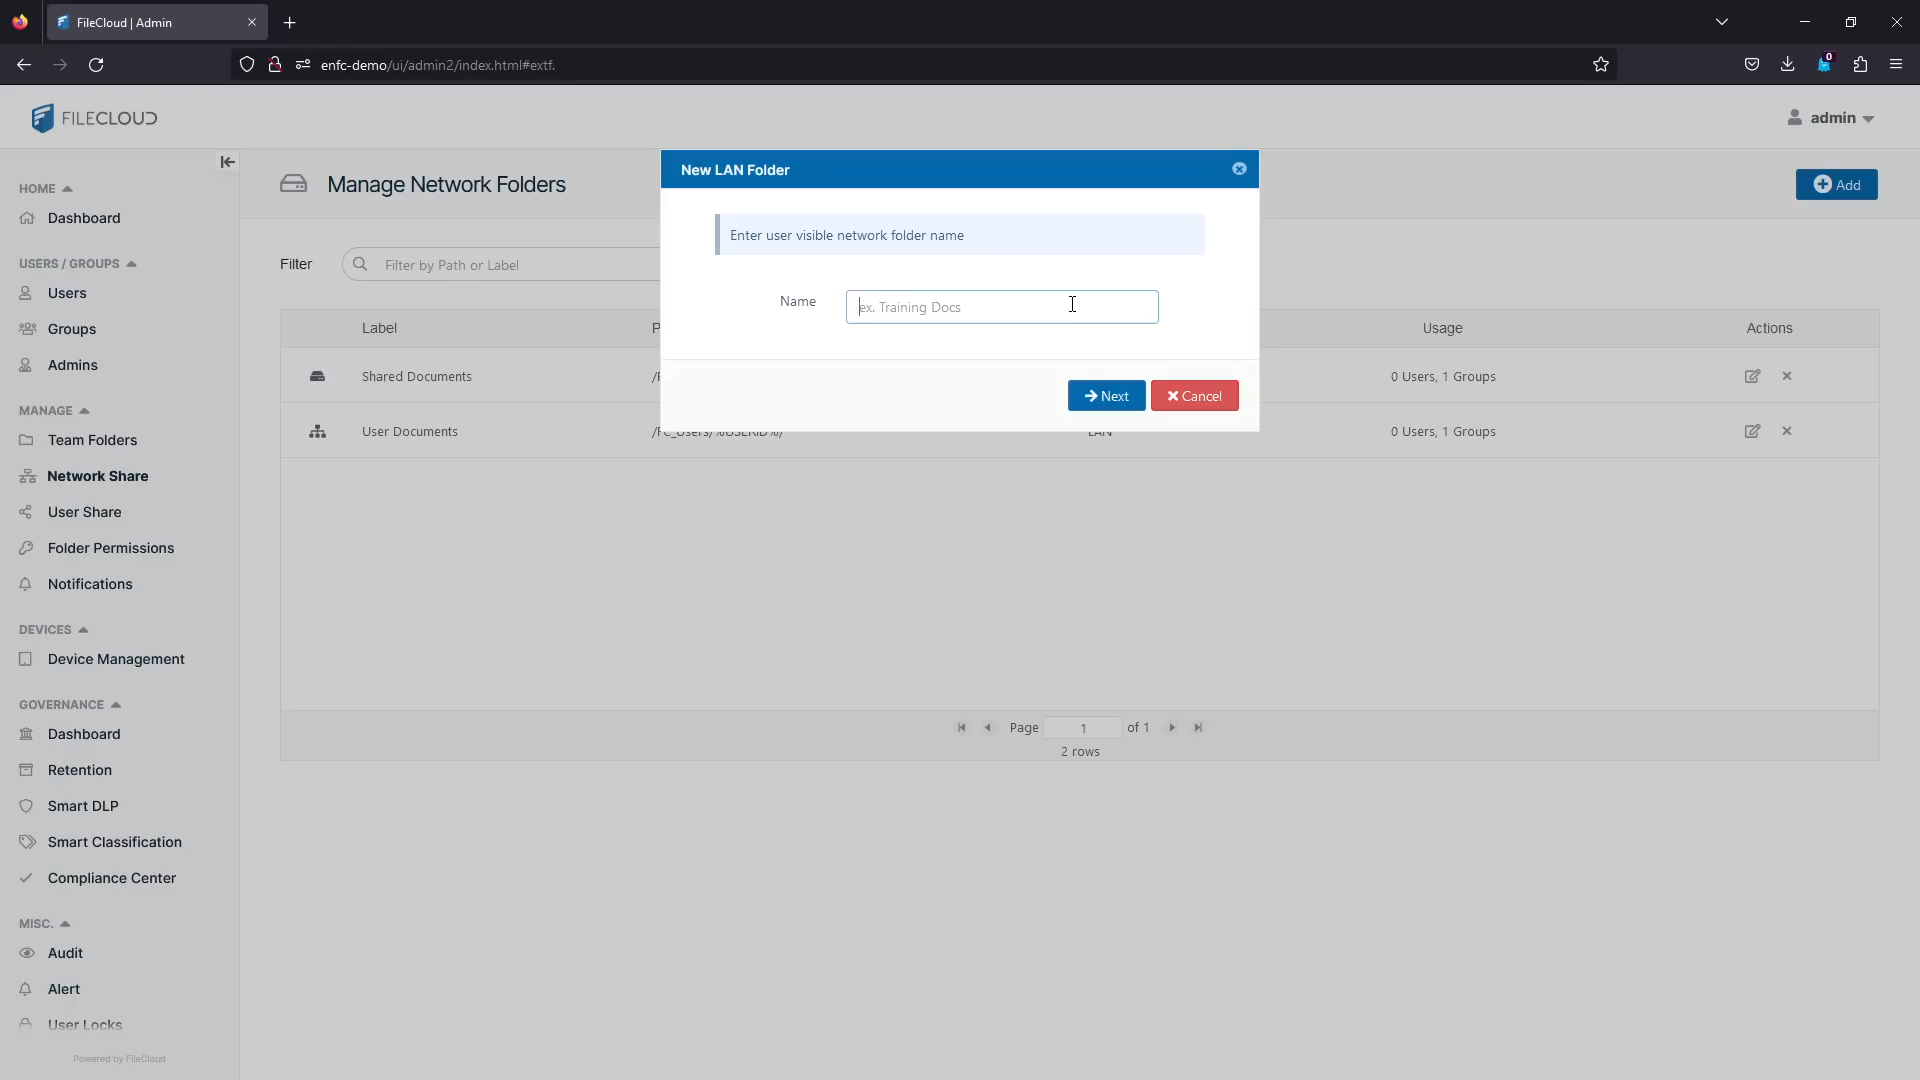 FileCloud | Admin
enfc-demo/ui/admin2/index.html#extf.
0
FILECLOUD
admin
HOME
Dashboard
USERS / GROUPS
Users
Groups
Admins
MANAGE
Team Folders
Network Share
User Share
Folder Permissions
Notifications
DEVICES
Device Management
GOVERNANCE
Dashboard
Retention
Smart DLP
Smart Classification
Compliance Center
MISC.
Audit
Alert
User Locks
Powered by FileCloud
Manage Network Folders
Add
Filter
Filter by Path or Label
Label
Usage
Actions
Shared Documents
0 Users, 1 Groups
User Documents
/FC_Users/%USERID%/
LAN
0 Users, 1 Groups
Page 1 of 1
2 rows
New LAN Folder
Enter user visible network folder name
Name
ex. Training Docs
Next
Cancel